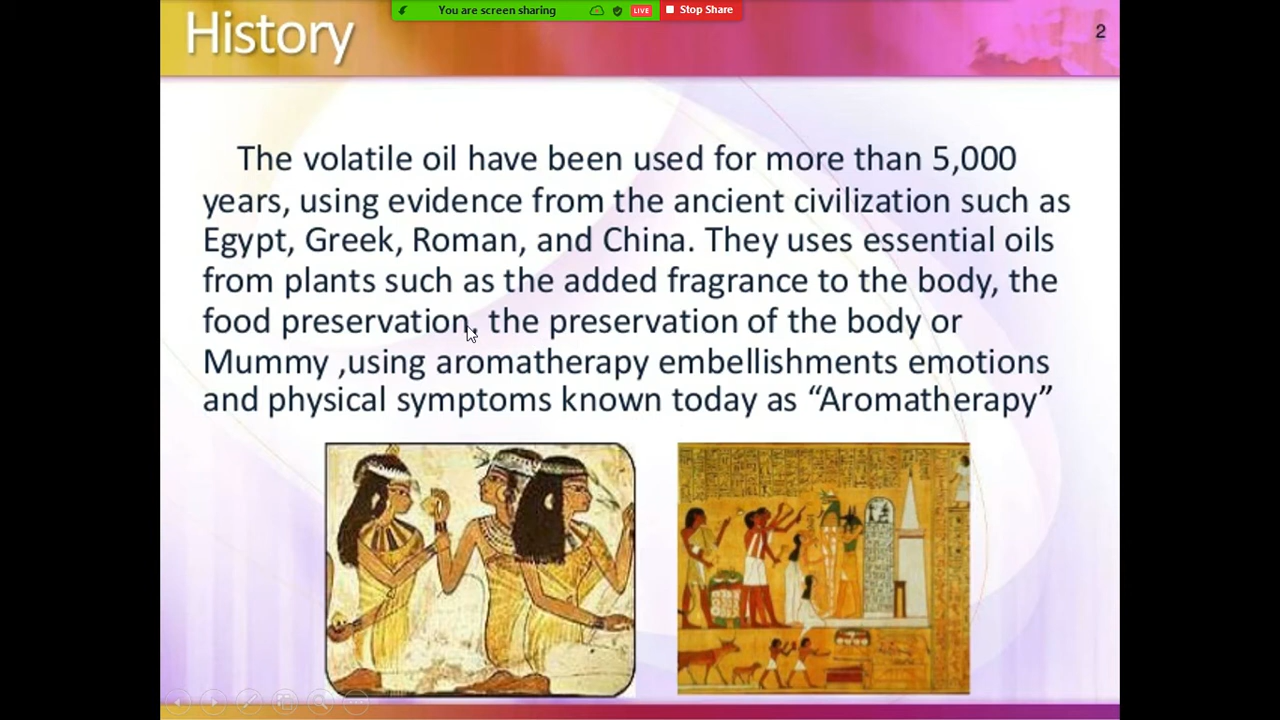 You are screen sharing
LIVE
Stop Share
History
2
The volatile oil have been used for more than 5,000
years, using evidence from the ancient civilization such as
Egypt, Greek, Roman, and China. They uses essential oils
from plants such as the added fragrance to the body, the
food preservation, the preservation of the body or
Mummy ,using aromatherapy embellishments emotions
and physical symptoms known today as “Aromatherapy”